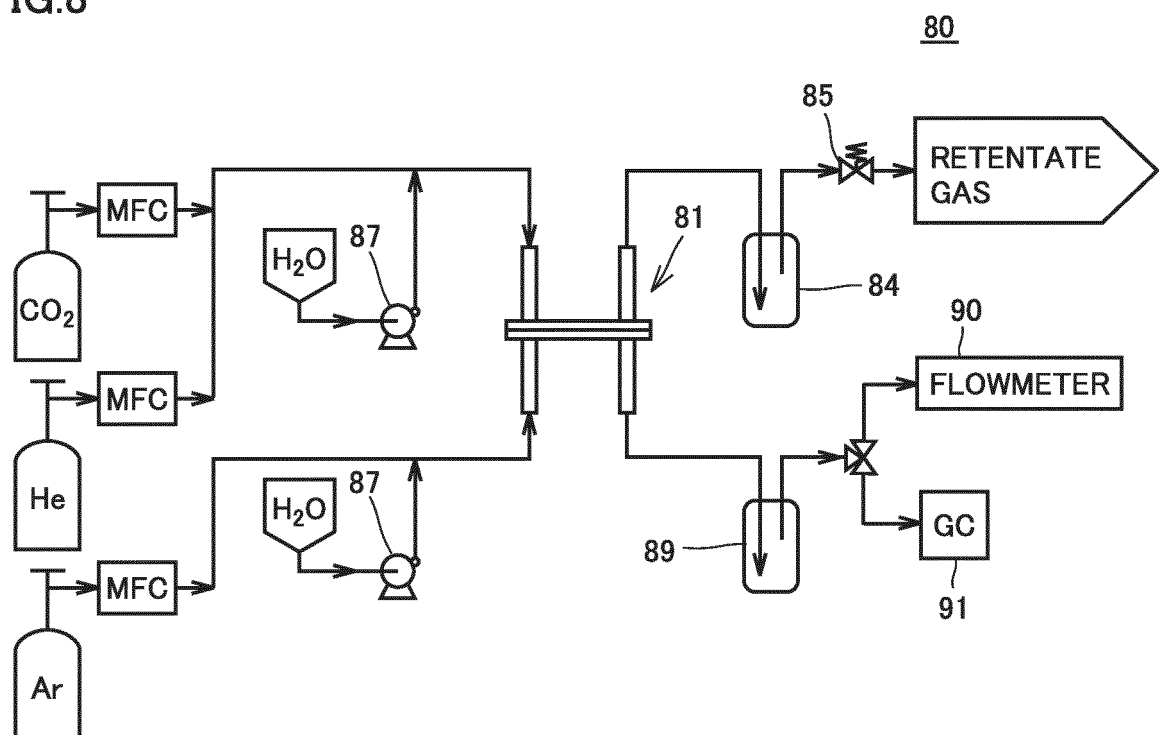 FIG.8
80
85
RETENTATE
GAS
MFC
CO₂
H₂O
87
81
84
90
FLOWMETER
MFC
He
H₂O
87
89
GC
91
MFC
Ar